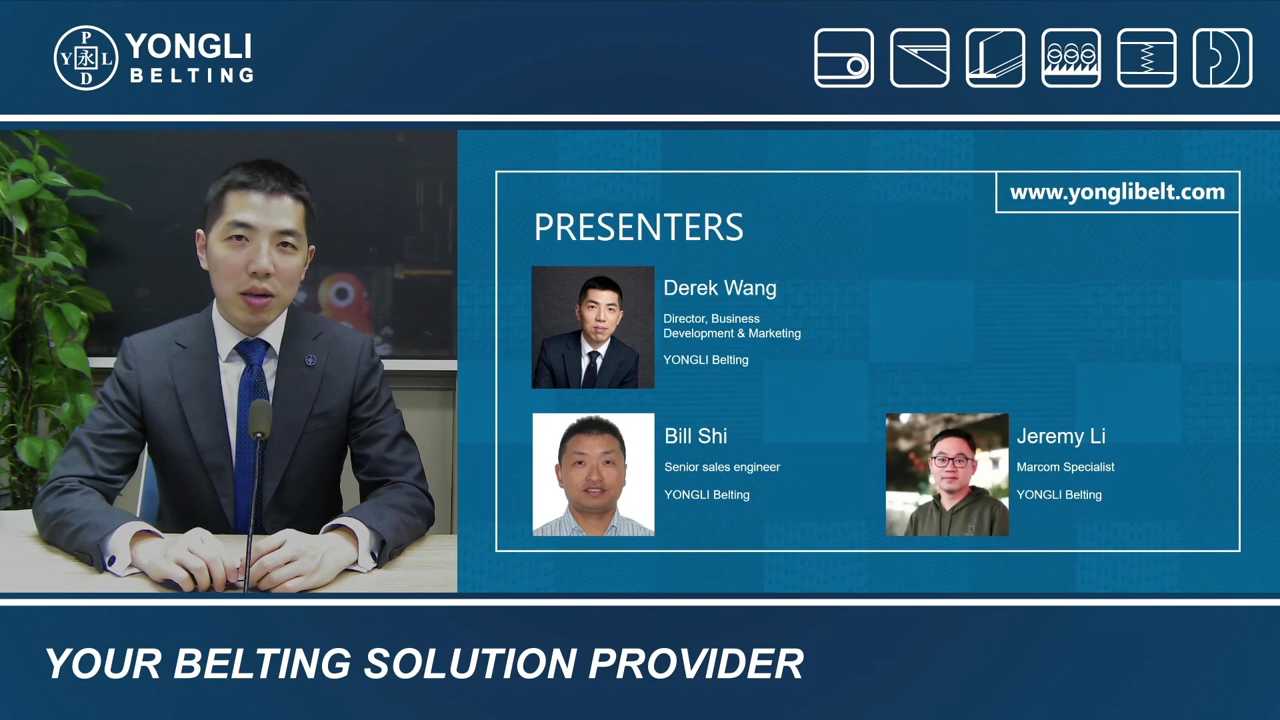 P
Y 永 L
D
YONGLI
BELTING
www.yonglibelt.com
PRESENTERS
Derek Wang
Director, Business
Development & Marketing
YONGLI Belting
Bill Shi
Senior sales engineer
YONGLI Belting
Jeremy Li
Marcom Specialist
YONGLI Belting
YOUR BELTING SOLUTION PROVIDER